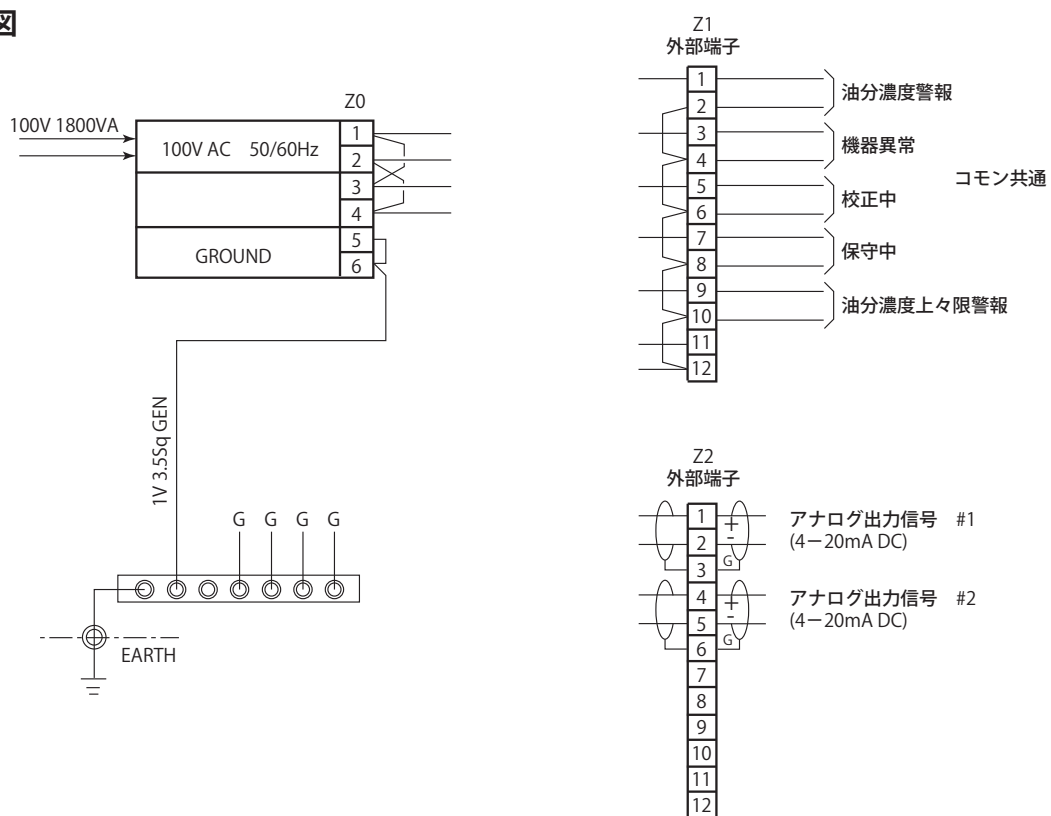 図
Z0
100V 1800VA
100V AC 50/60Hz
GROUND
1
2
3
4
5
6
1V 3.5Sq GEN
G G G G
EARTH
Z1
外部端子
1
2
3
4
5
6
7
8
9
10
11
12
油分濃度警報
機器異常
校正中
保守中
油分濃度上々限警報
コモン共通
Z2
外部端子
1
2
3
4
5
6
7
8
9
10
11
12
+
-
G
アナログ出力信号 #1
(4−20mA DC)
+
-
G
アナログ出力信号 #2
(4−20mA DC)